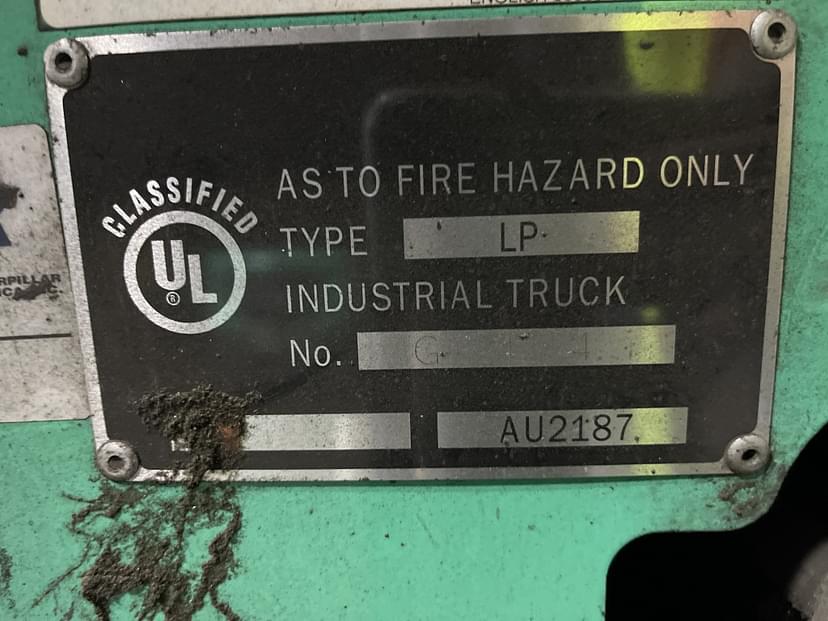 CLASSIFIED
UL
®
AS TO FIRE HAZARD ONLY
TYPE LP
INDUSTRIAL TRUCK
No.
AU2187